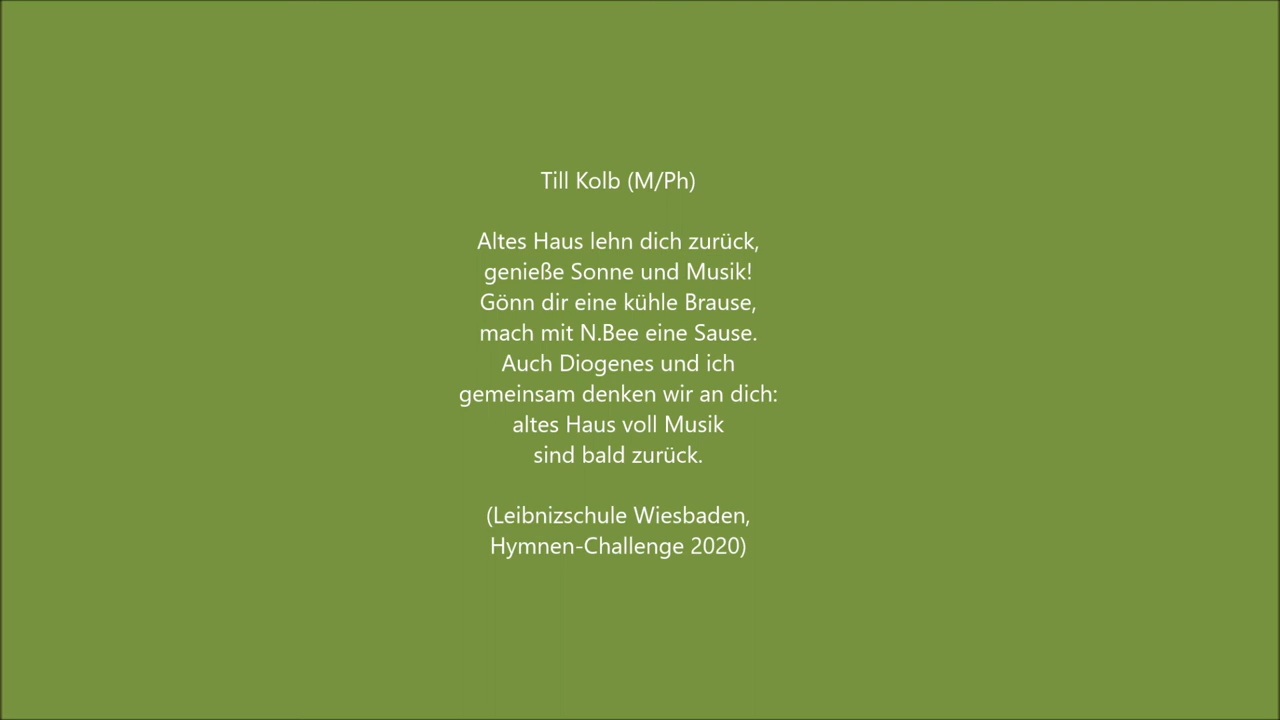 Till Kolb (M/Ph)
Altes Haus lehn dich zurück,
genieße Sonne und Musik!
Gönn dir eine kühle Brause,
mach mit N.Bee eine Sause.
Auch Diogenes und ich
gemeinsam denken wir an dich:
altes Haus voll Musik
sind bald zurück.
(Leibnizschule Wiesbaden,
Hymnen-Challenge 2020)